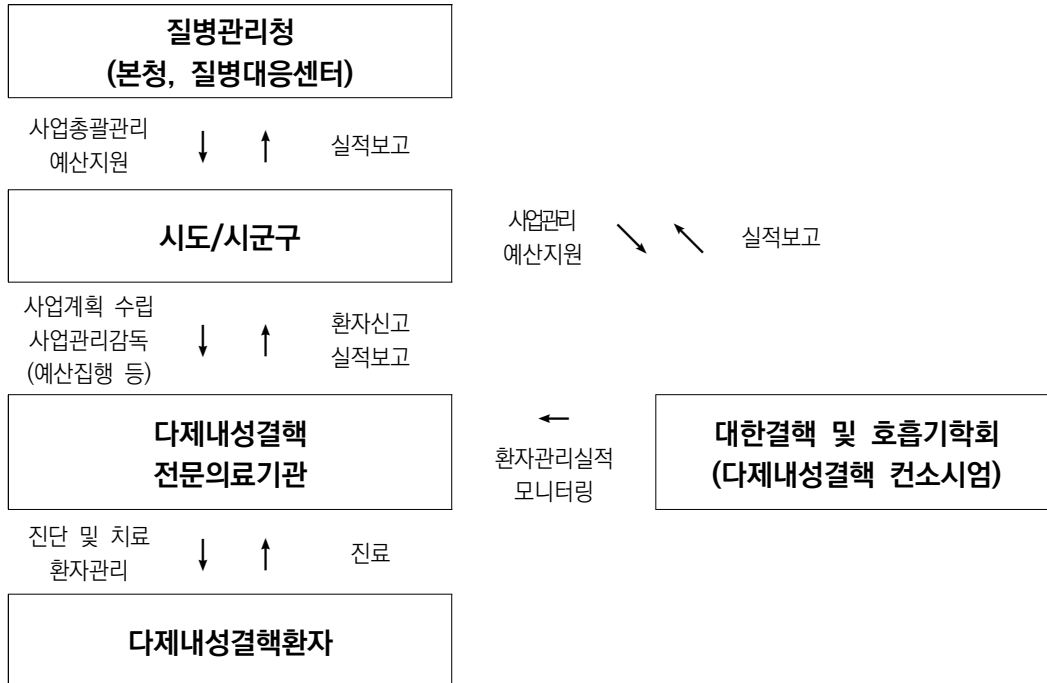 질병관리청
(본청, 질병대응센터)
사업총괄관리
예산지원
↓
↑
실적보고
시도/시군구
사업관리
예산지원
↘
↖
실적보고
사업계획 수립
사업관리감독
(예산집행 등)
↓
↑
환자신고
실적보고
다제내성결핵
전문의료기관
←
환자관리실적
모니터링
대한결핵 및 호흡기학회
(다제내성결핵 컨소시엄)
진단 및 치료
환자관리
↓
↑
진료
다제내성결핵환자